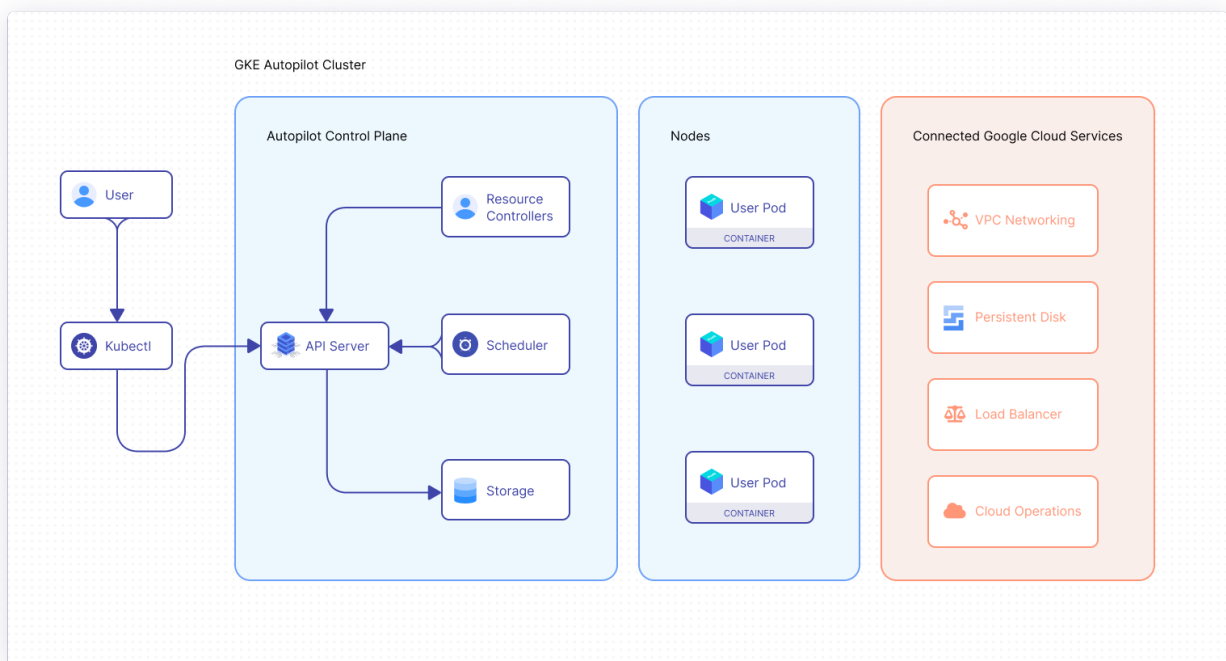 GKE Autopilot Cluster
Autopilot Control Plane
Nodes
Connected Google Cloud Services
User
Resource
Controllers
User Pod
CONTAINER
VPC Networking
Kubectl
API Server
Scheduler
User Pod
CONTAINER
Persistent Disk
Load Balancer
Storage
User Pod
CONTAINER
Cloud Operations